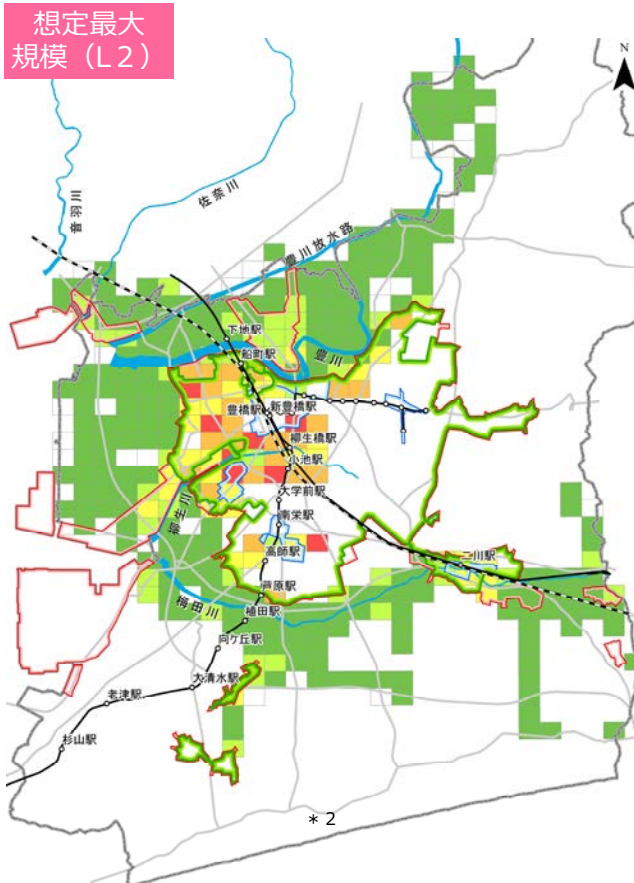 想定最大
規模（L2）
N
音羽川
佐奈川
豊川放水路
下地駅
船町駅
豊川
豊橋駅
新豊橋駅
柳生橋駅
小池駅
大学前駅
柳生川
南栄駅
高師駅
二川駅
芦原駅
梅田川
植田駅
向ケ丘駅
大清水駅
老津駅
杉山駅
＊2